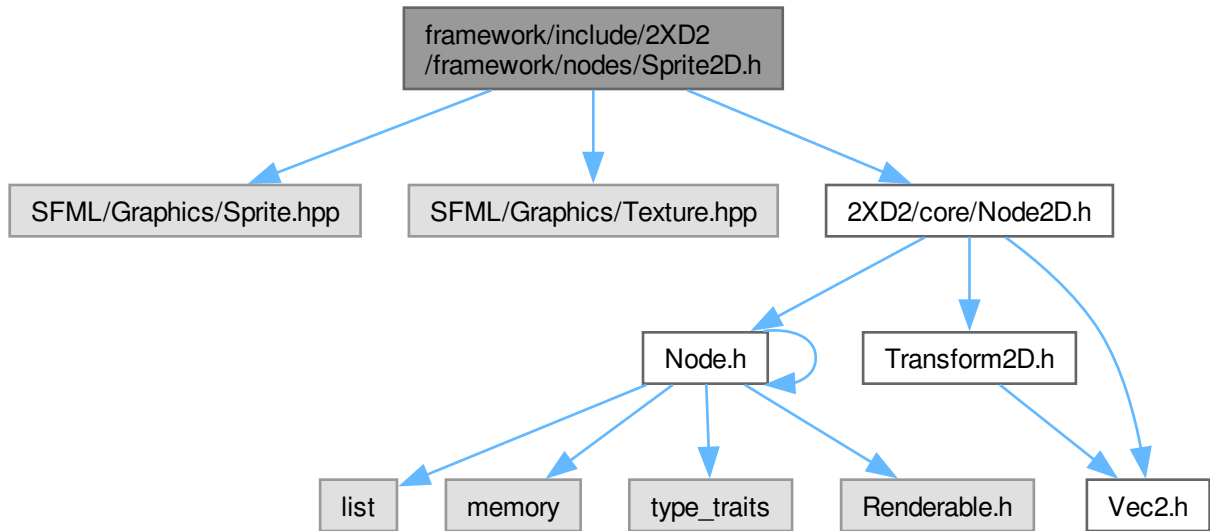 framework/include/2XD2
/framework/nodes/Sprite2D.h
SFML/Graphics/Sprite.hpp
SFML/Graphics/Texture.hpp
2XD2/core/Node2D.h
Node.h
Transform2D.h
list
memory
type_traits
Renderable.h
Vec2.h